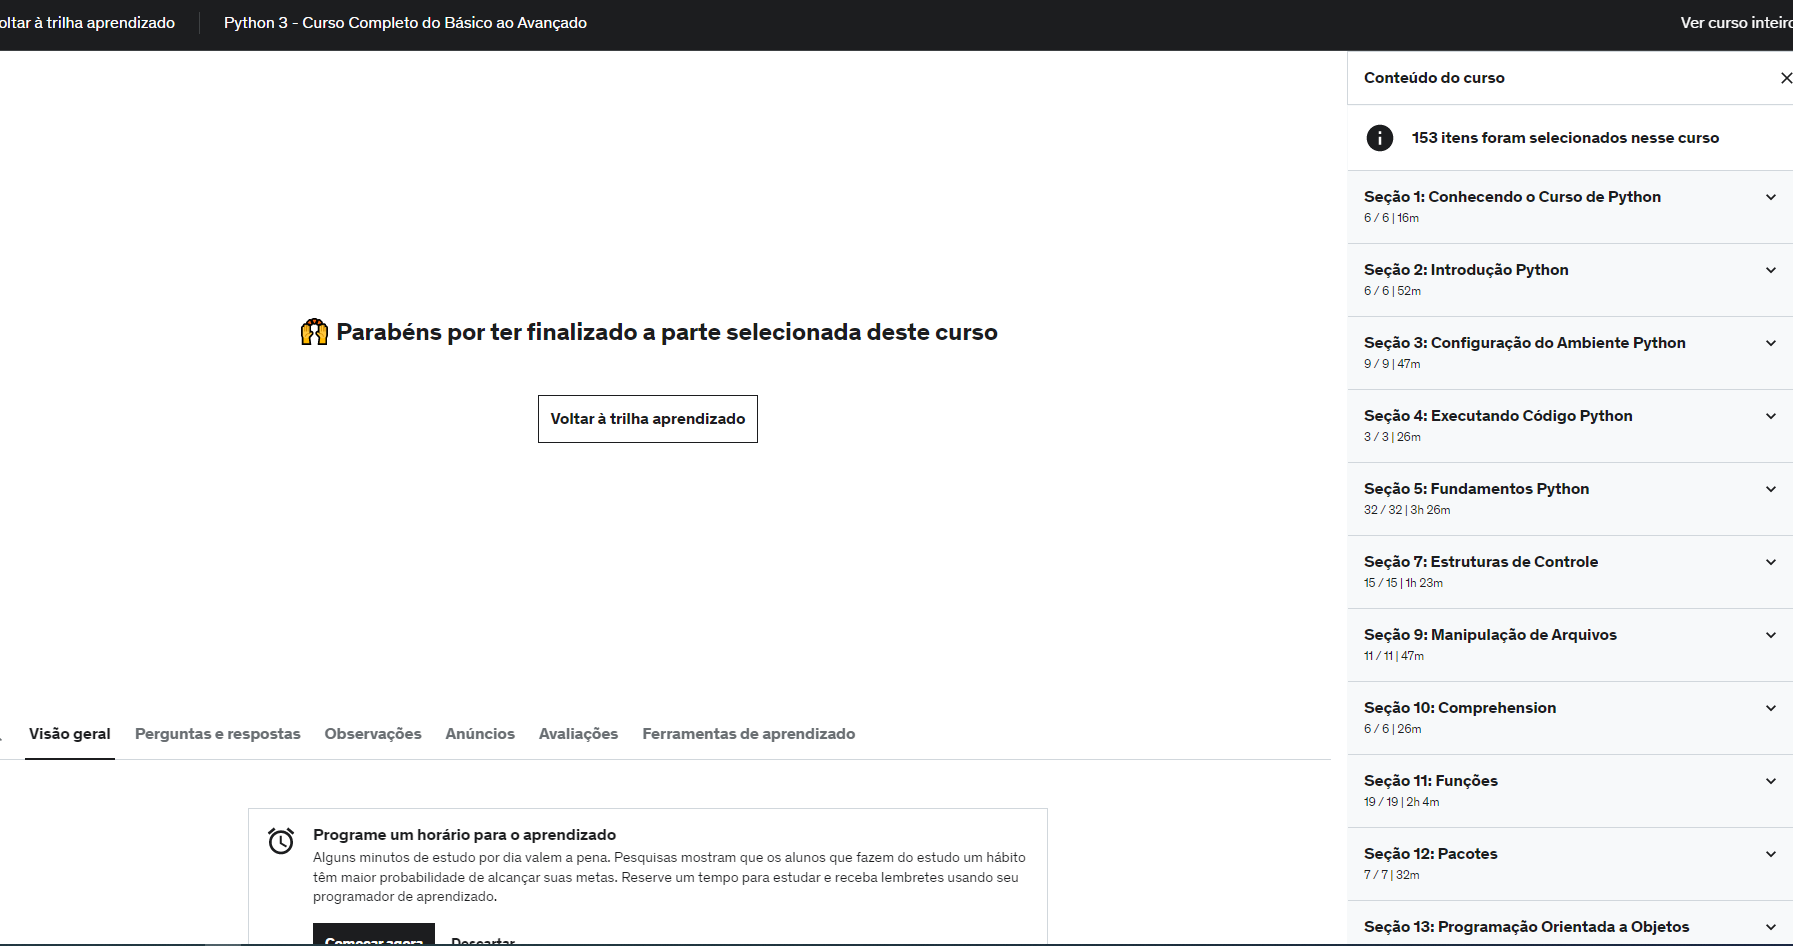 oltar à trilha aprendizado
Python 3 - Curso Completo do Básico ao Avançado
Ver curso inteiro
Parabéns por ter finalizado a parte selecionada deste curso
Voltar à trilha aprendizado
Visão geral
Perguntas e respostas
Observações
Anúncios
Avaliações
Ferramentas de aprendizado
Programe um horário para o aprendizado
Alguns minutos de estudo por dia valem a pena. Pesquisas mostram que os alunos que fazem do estudo um hábito
têm maior probabilidade de alcançar suas metas. Reserve um tempo para estudar e receba lembretes usando seu
programador de aprendizado.
Começar agora
Descartar
Conteúdo do curso
153 itens foram selecionados nesse curso
Seção 1: Conhecendo o Curso de Python
6 / 6 | 16m
Seção 2: Introdução Python
6 / 6 | 52m
Seção 3: Configuração do Ambiente Python
9 / 9 | 47m
Seção 4: Executando Código Python
3 / 3 | 26m
Seção 5: Fundamentos Python
32 / 32 | 3h 26m
Seção 7: Estruturas de Controle
15 / 15 | 1h 23m
Seção 9: Manipulação de Arquivos
11 / 11 | 47m
Seção 10: Comprehension
6 / 6 | 26m
Seção 11: Funções
19 / 19 | 2h 4m
Seção 12: Pacotes
7 / 7 | 32m
Seção 13: Programação Orientada a Objetos